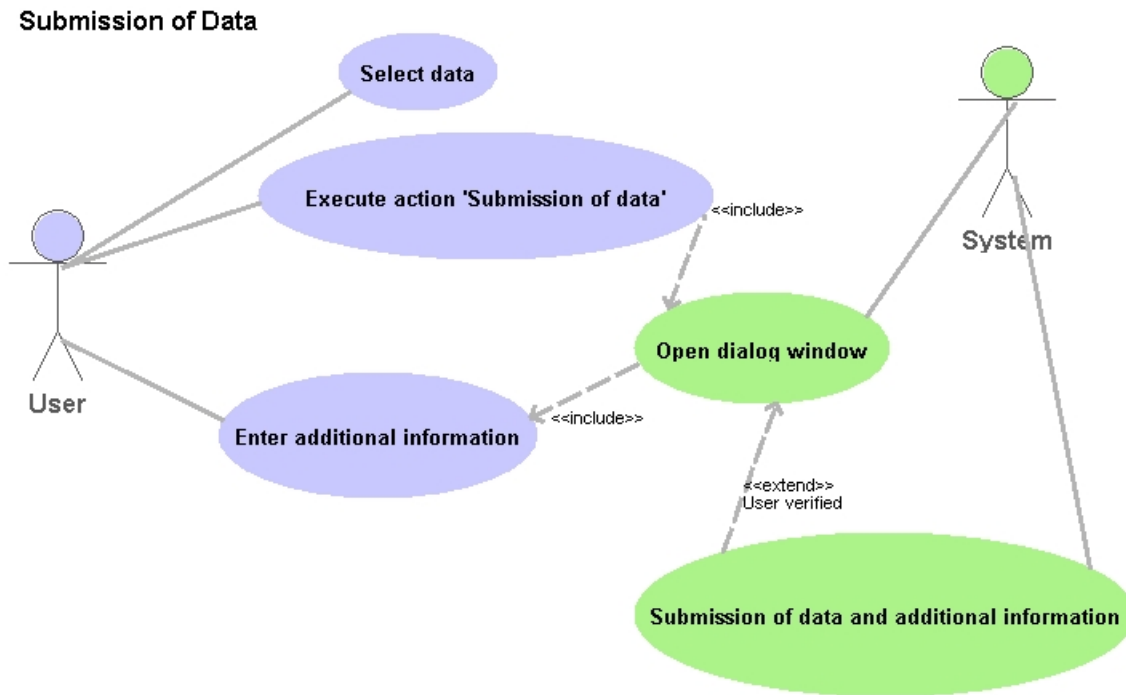 Submission of Data
Select data
Execute action 'Submission of data'
<<include>>
System
Open dialog window
User
<<include>>
Enter additional information
<<extend>>
User verified
Submission of data and additional information